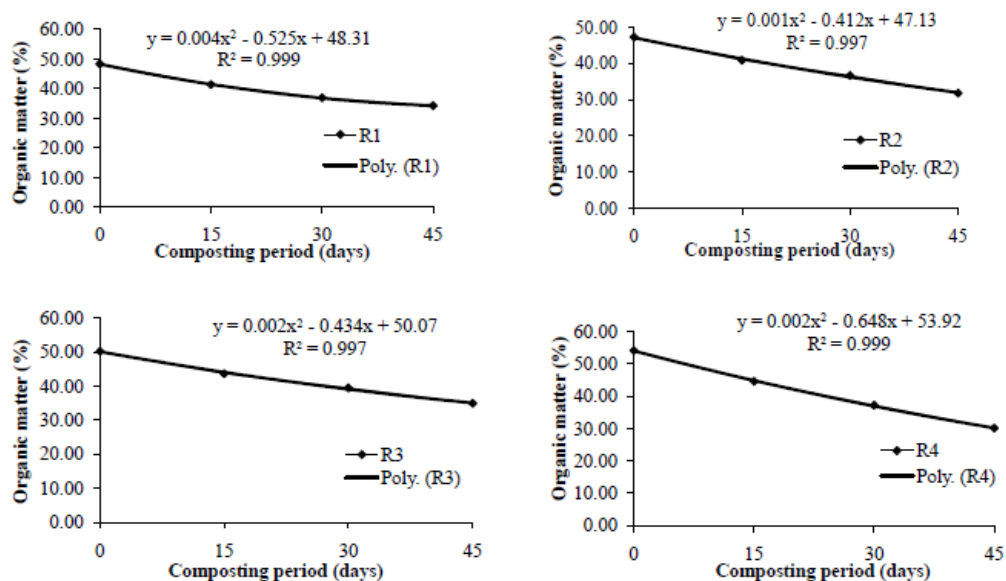 60.00
50.00
40.00
30.00
20.00
10.00
0.00
Organic matter (%)
y = 0.004x² - 0.525x + 48.31
R² = 0.999
R1
Poly. (R1)
0 15 30 45
Composting period (days)
50.00
40.00
30.00
20.00
10.00
0.00
Organic matter (%)
y = 0.001x² - 0.412x + 47.13
R² = 0.997
R2
Poly. (R2)
0 15 30 45
Composting period (days)
60.00
50.00
40.00
30.00
20.00
10.00
0.00
Organic matter (%)
y = 0.002x² - 0.434x + 50.07
R² = 0.997
R3
Poly. (R3)
0 15 30 45
Composting period (days)
60.00
50.00
40.00
30.00
20.00
10.00
0.00
Organic matter (%)
y = 0.002x² - 0.648x + 53.92
R² = 0.999
R4
Poly. (R4)
0 15 30 45
Composting period (days)